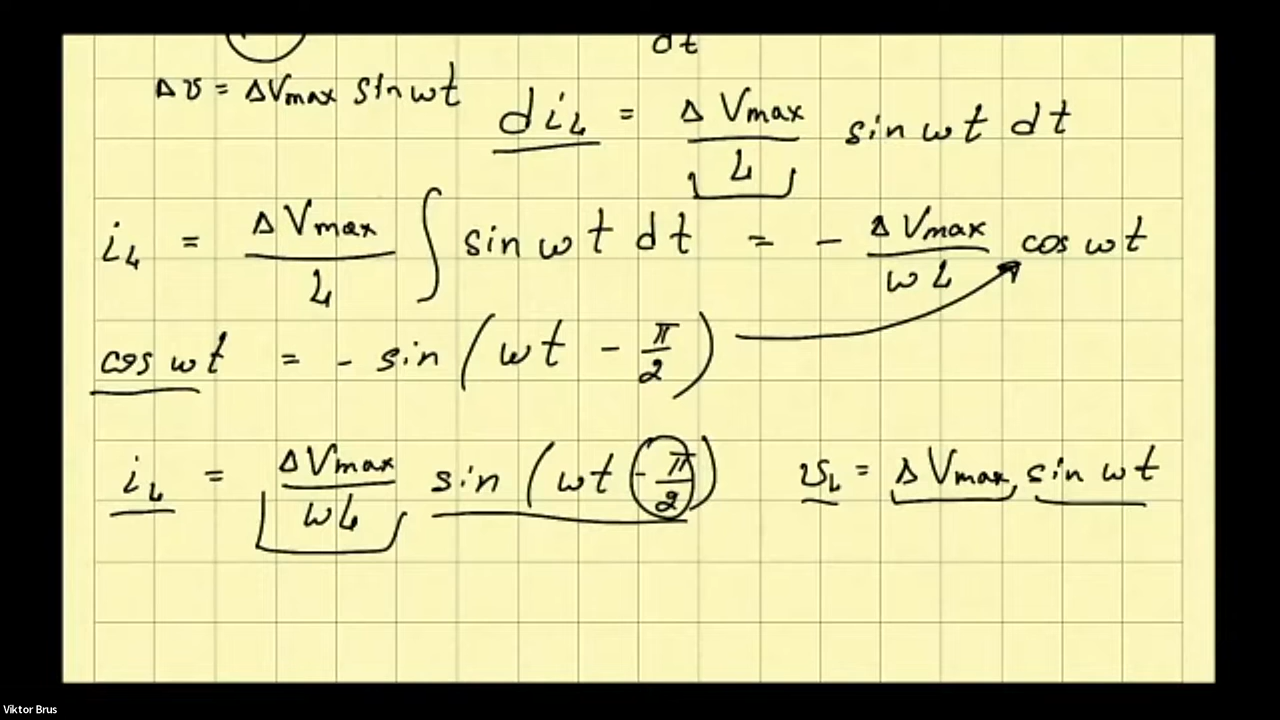 dt
Δv = ΔVmax sin ωt
di_L = ΔVmax / L sin ωt dt
i_L = ΔVmax / L ∫ sin ωt dt = - ΔVmax / ωL cos ωt
cos ωt = - sin (ωt - π/2)
i_L = ΔVmax / ωL sin (ωt - π/2) v_L = ΔVmax sin ωt
Viktor Brus